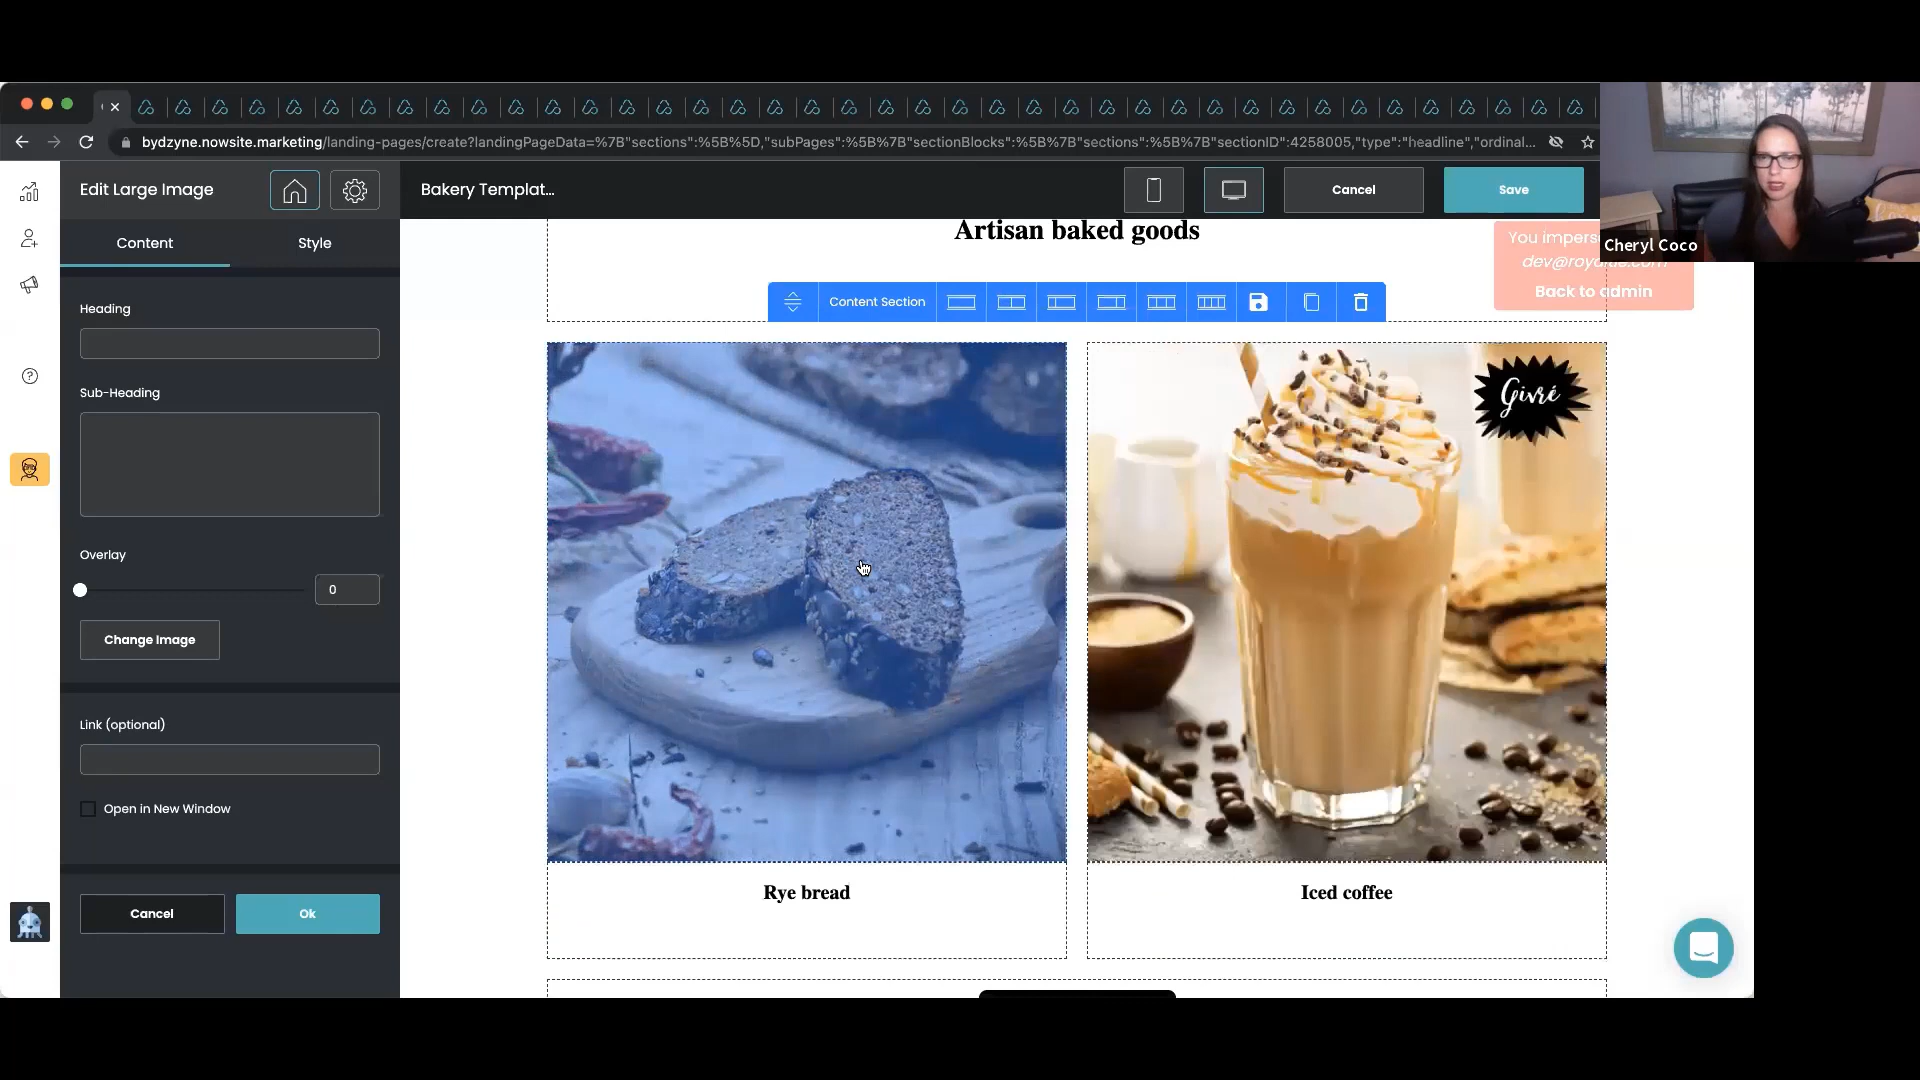 bydzyne.nowsite.marketing/landing-pages/create?landingPageData=%7B"sections":%5B%5D,"subPages":%5B%7B"sectionBlocks":%5B%7B"sections":%5B%7B"sectionID":4258005,"type":"headline","ordinal...
Edit Large Image
Bakery Templat...
Cancel
Save
Content
Style
Artisan baked goods
You impers
dev@royaltie.com
Back to admin
Cheryl Coco
Content Section
Heading
Sub-Heading
Overlay
0
Change Image
Link (optional)
Open in New Window
Cancel
Ok
Givré
Rye bread
Iced coffee